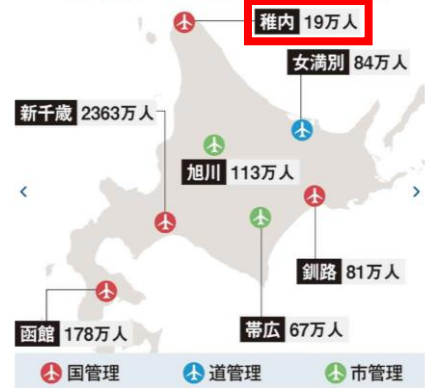 稚内 19万人
女満別 84万人
新千歳 2363万人
旭川 113万人
釧路 81万人
函館 178万人
帯広 67万人
国管理 道管理 市管理